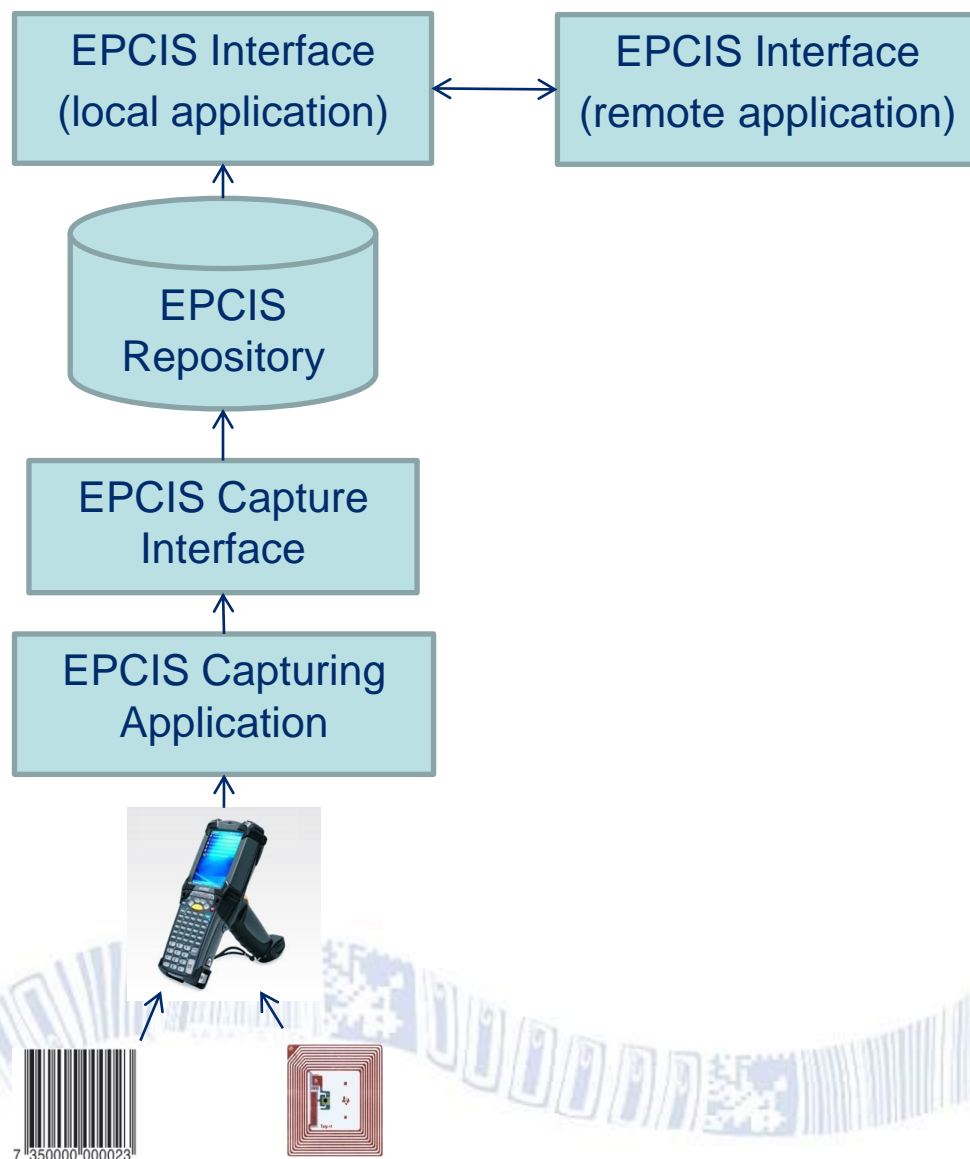 EPCIS Interface
(local application)
EPCIS Interface
(remote application)
EPCIS
Repository
EPCIS Capture
Interface
EPCIS Capturing
Application
7 350000 000023